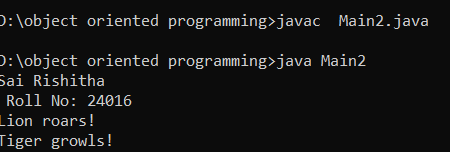 D:\object oriented programming>javac  Main2.java
D:\object oriented programming>java Main2
Sai Rishitha
 Roll No: 24016
Lion roars!
Tiger growls!